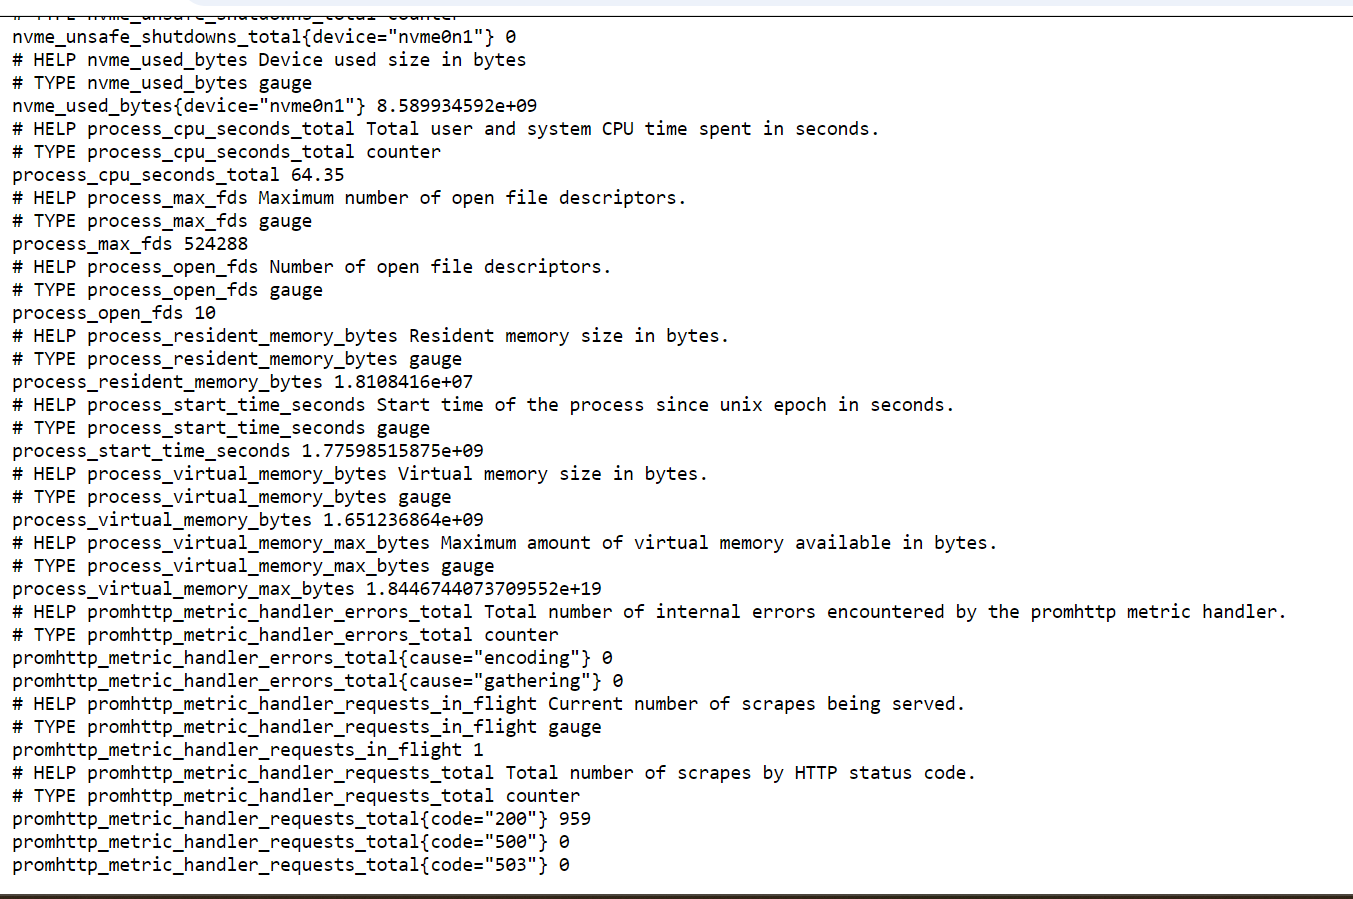 # TYPE nvme_unsafe_shutdowns_total counter
nvme_unsafe_shutdowns_total{device="nvme0n1"} 0
# HELP nvme_used_bytes Device used size in bytes
# TYPE nvme_used_bytes gauge
nvme_used_bytes{device="nvme0n1"} 8.589934592e+09
# HELP process_cpu_seconds_total Total user and system CPU time spent in seconds.
# TYPE process_cpu_seconds_total counter
process_cpu_seconds_total 64.35
# HELP process_max_fds Maximum number of open file descriptors.
# TYPE process_max_fds gauge
process_max_fds 524288
# HELP process_open_fds Number of open file descriptors.
# TYPE process_open_fds gauge
process_open_fds 10
# HELP process_resident_memory_bytes Resident memory size in bytes.
# TYPE process_resident_memory_bytes gauge
process_resident_memory_bytes 1.8108416e+07
# HELP process_start_time_seconds Start time of the process since unix epoch in seconds.
# TYPE process_start_time_seconds gauge
process_start_time_seconds 1.77598515875e+09
# HELP process_virtual_memory_bytes Virtual memory size in bytes.
# TYPE process_virtual_memory_bytes gauge
process_virtual_memory_bytes 1.651236864e+09
# HELP process_virtual_memory_max_bytes Maximum amount of virtual memory available in bytes.
# TYPE process_virtual_memory_max_bytes gauge
process_virtual_memory_max_bytes 1.8446744073709552e+19
# HELP promhttp_metric_handler_errors_total Total number of internal errors encountered by the promhttp metric handler.
# TYPE promhttp_metric_handler_errors_total counter
promhttp_metric_handler_errors_total{cause="encoding"} 0
promhttp_metric_handler_errors_total{cause="gathering"} 0
# HELP promhttp_metric_handler_requests_in_flight Current number of scrapes being served.
# TYPE promhttp_metric_handler_requests_in_flight gauge
promhttp_metric_handler_requests_in_flight 1
# HELP promhttp_metric_handler_requests_total Total number of scrapes by HTTP status code.
# TYPE promhttp_metric_handler_requests_total counter
promhttp_metric_handler_requests_total{code="200"} 959
promhttp_metric_handler_requests_total{code="500"} 0
promhttp_metric_handler_requests_total{code="503"} 0